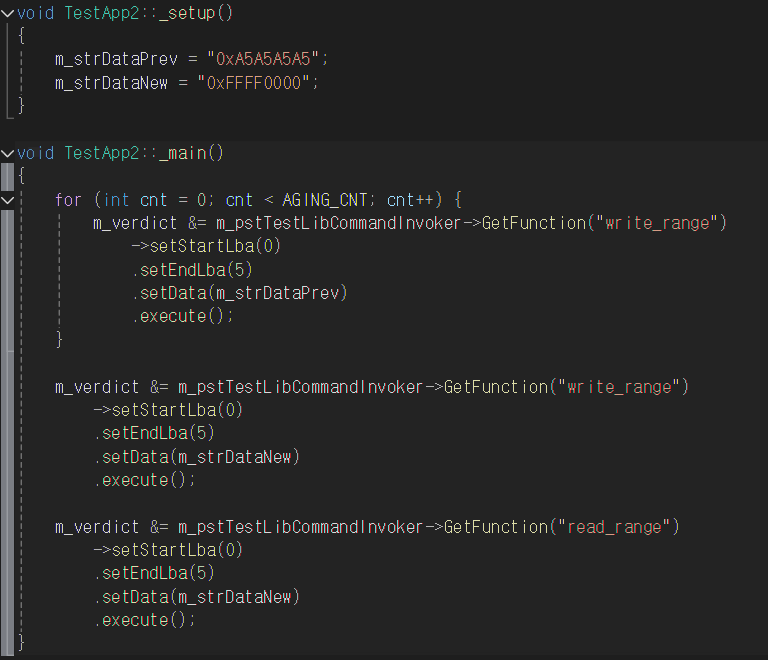 void TestApp2::_setup()
{
    m_strDataPrev = "0xA5A5A5A5";
    m_strDataNew = "0xFFFF0000";
}
void TestApp2::_main()
{
    for (int cnt = 0; cnt < AGING_CNT; cnt++) {
        m_verdict &= m_pstTestLibCommandInvoker->GetFunction("write_range")
            ->setStartLba(0)
            .setEndLba(5)
            .setData(m_strDataPrev)
            .execute();
    }
    m_verdict &= m_pstTestLibCommandInvoker->GetFunction("write_range")
        ->setStartLba(0)
        .setEndLba(5)
        .setData(m_strDataNew)
        .execute();
    m_verdict &= m_pstTestLibCommandInvoker->GetFunction("read_range")
        ->setStartLba(0)
        .setEndLba(5)
        .setData(m_strDataNew)
        .execute();
}